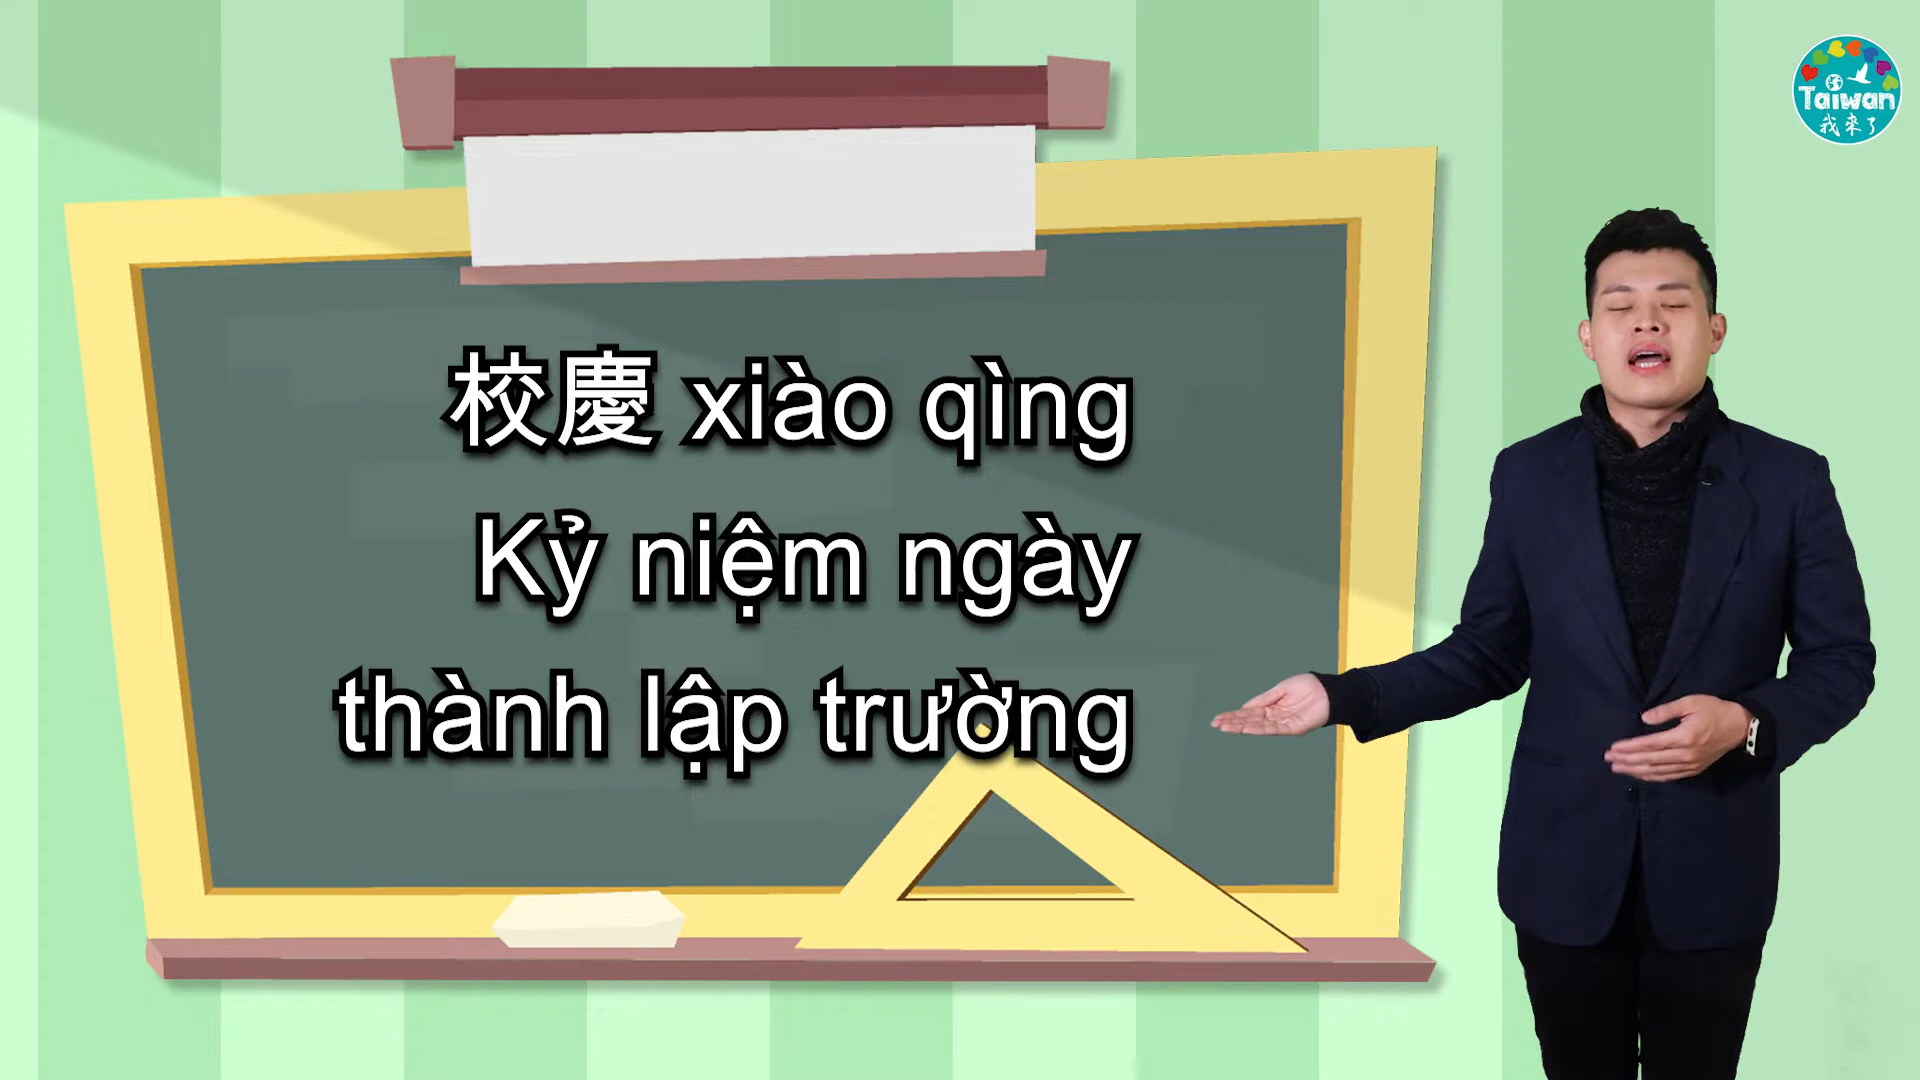 校慶 xiào qìng
Kỷ niệm ngày
thành lập trường
Taiwan
我來了